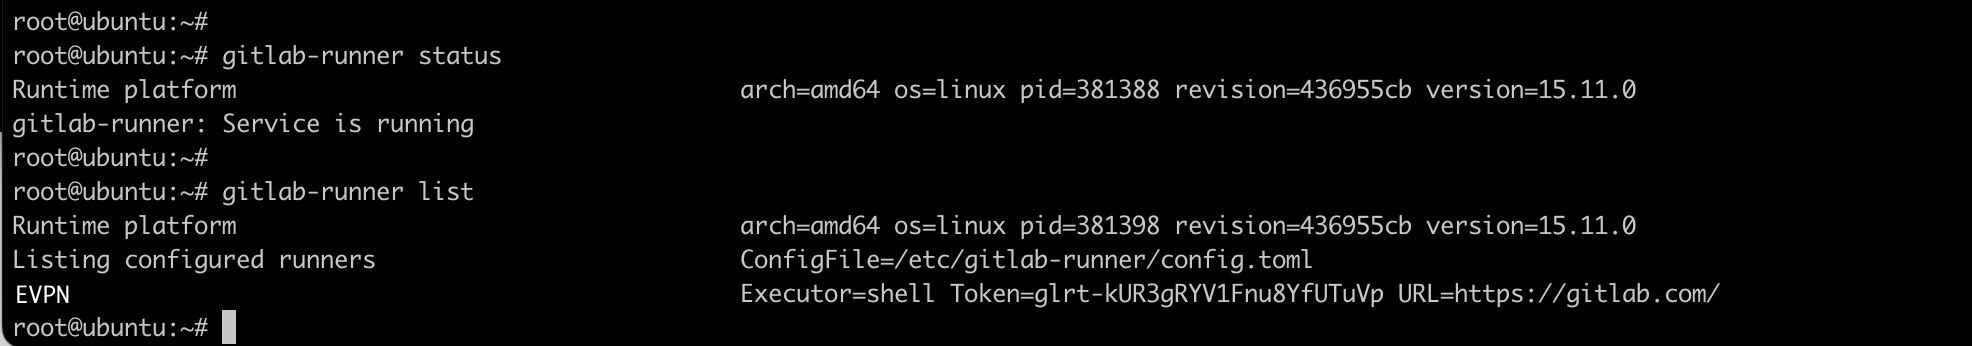 root@ubuntu:~#
root@ubuntu:~# gitlab-runner status
Runtime platform arch=amd64 os=linux pid=381388 revision=436955cb version=15.11.0
gitlab-runner: Service is running
root@ubuntu:~#
root@ubuntu:~# gitlab-runner list
Runtime platform arch=amd64 os=linux pid=381398 revision=436955cb version=15.11.0
Listing configured runners ConfigFile=/etc/gitlab-runner/config.toml
EVPN Executor=shell Token=glrt-kUR3gRYV1Fnu8YfUTuVp URL=https://gitlab.com/
root@ubuntu:~#